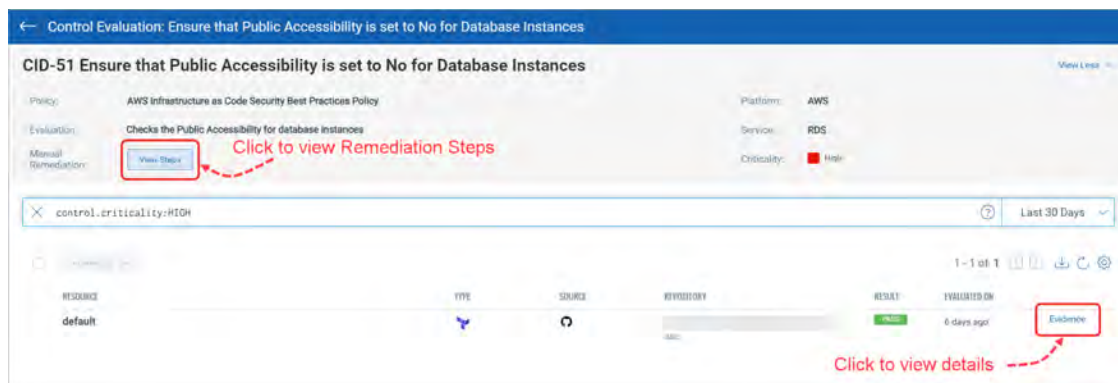 ← Control Evaluation: Ensure that Public Accessibility is set to No for Database Instances
CID-51 Ensure that Public Accessibility is set to No for Database Instances
View Less
Policy: AWS Infrastructure as Code Security Best Practices Policy
Platform: AWS
Evaluation: Checks the Public Accessibility for database instances
Service: RDS
Manual Remediation: View Steps
Click to view Remediation Steps
Criticality: High
control.criticality:HIGH
Last 30 Days
1 - 1 of 1
RESOURCE TYPE SOURCE REPOSITORY RESULT EVALUATED ON
default PASS 6 days ago Evidence
Click to view details